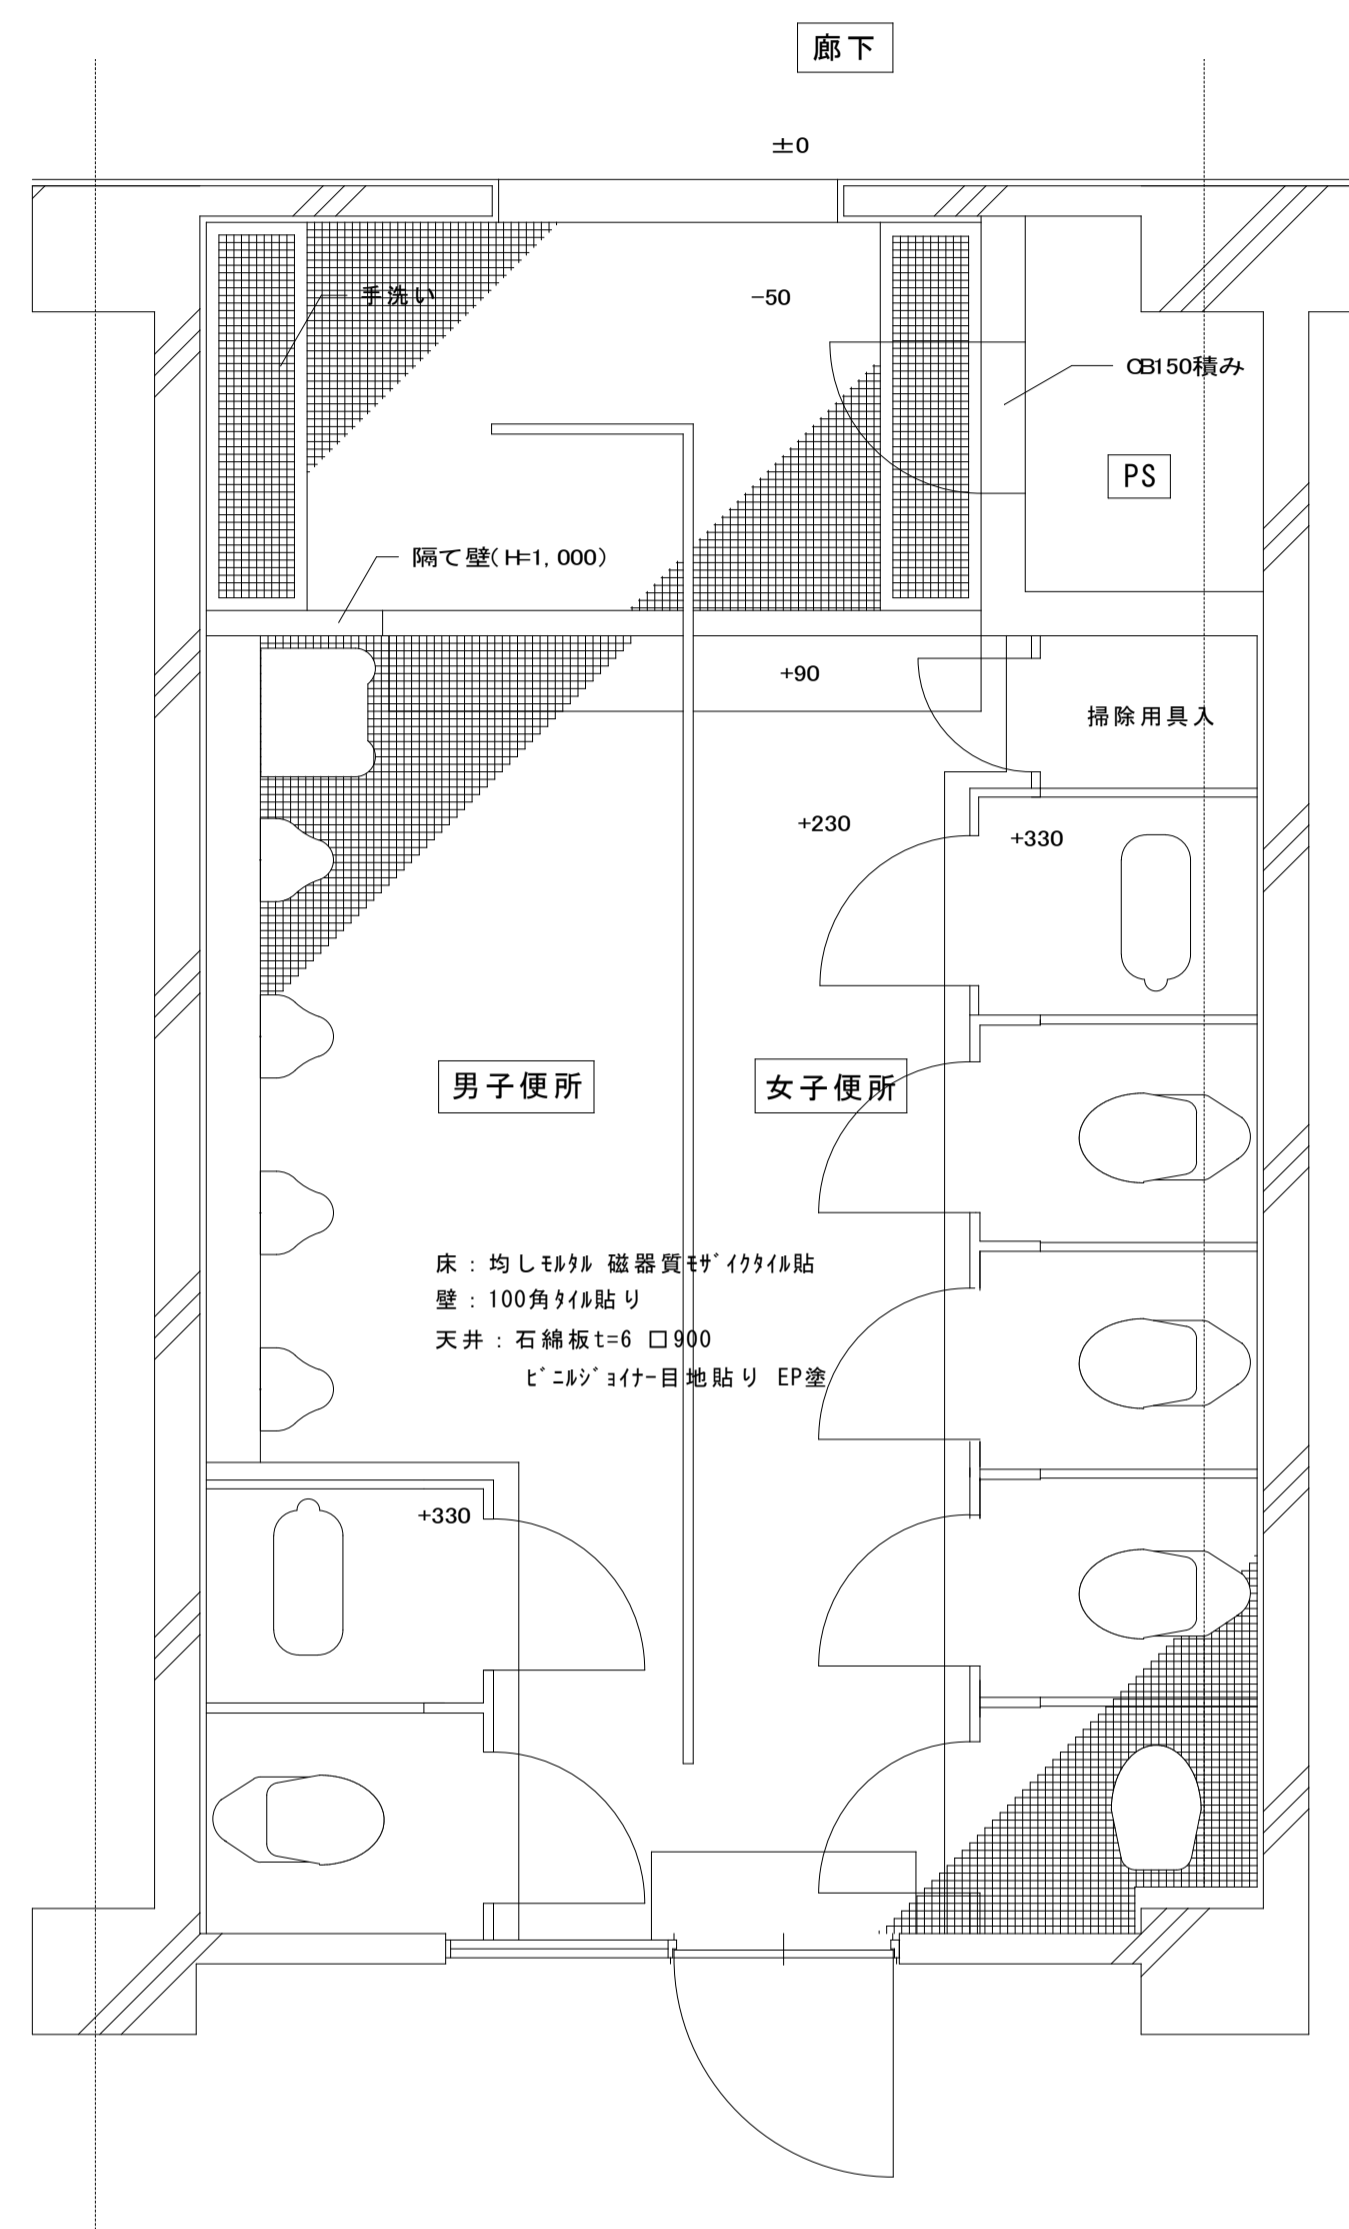 廊下
±0
手洗い
-50
CB150積み
PS
隔て壁(H=1,000)
+90
掃除用具入
+230
+330
男子便所
女子便所
床：均しﾓﾙﾀﾙ 磁器質ﾓｻﾞｲｸﾀｲﾙ貼
壁：100角ﾀｲﾙ貼り
天井：石綿板t=6 □900
ﾋﾞﾆﾙｼﾞｮｲﾅｰ目地貼り EP塗
+330